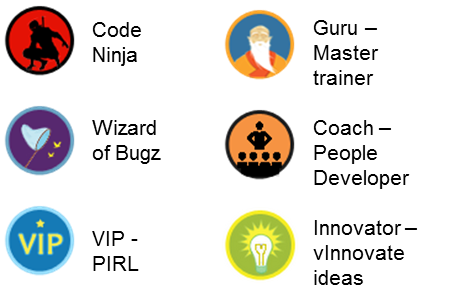 Code
Ninja
Guru –
Master
trainer
Wizard
of Bugz
Coach –
People
Developer
VIP
VIP -
PIRL
Innovator –
vInnovate
ideas